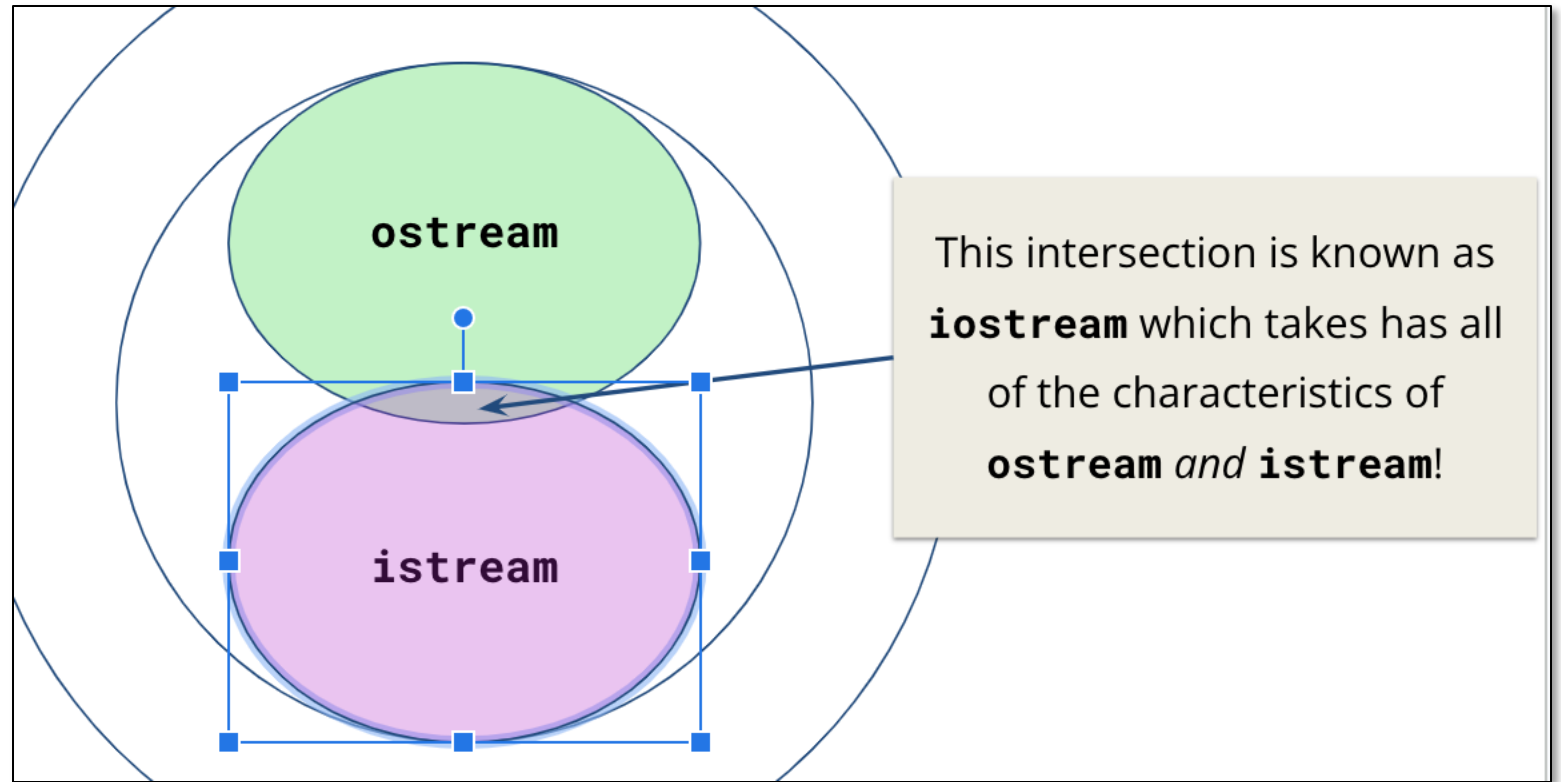 ostream
This intersection is known as
iostream which takes has all
of the characteristics of
ostream and istream!
istream